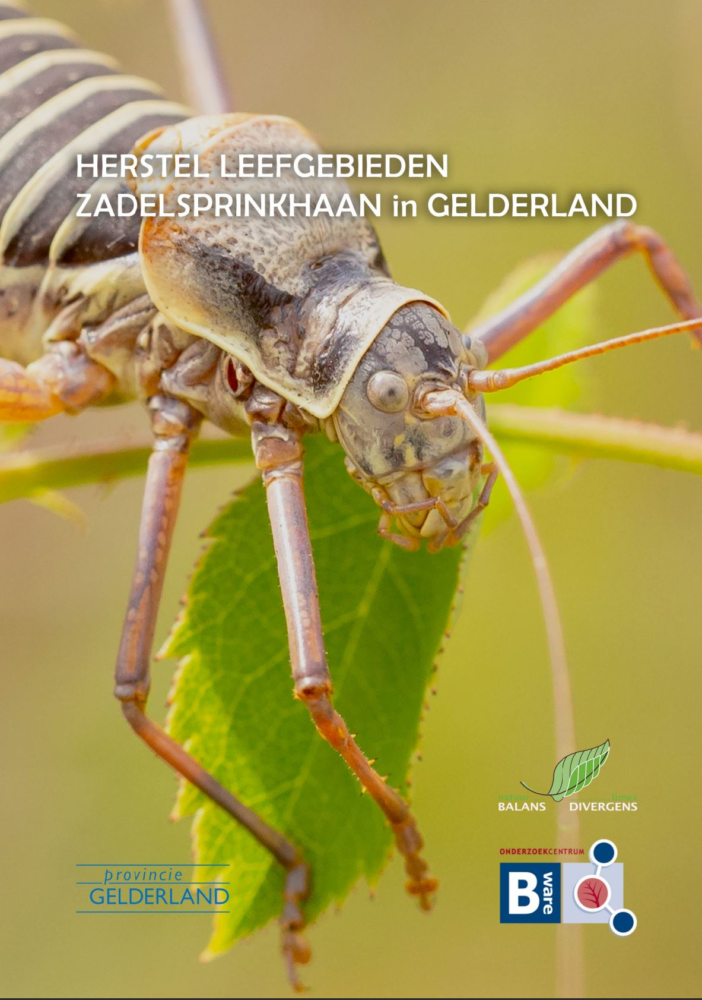 HERSTEL LEEFGEBIEDEN
ZADELSPRINKHAAN in GELDERLAND
natuur limes
BALANS DIVERGENS
ONDERZOEKCENTRUM
B ware
provincie
GELDERLAND